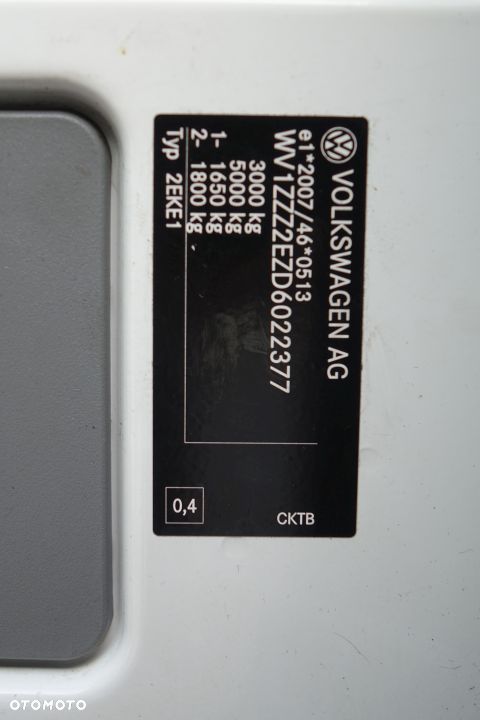 VOLKSWAGEN AG
e1*2007/46*0513
WV1ZZZ2EZD6022377
3000 kg
5000 kg
1- 1650 kg
2- 1800 kg
Typ 2EKE1
CKTB
0,4
OTOMOTO